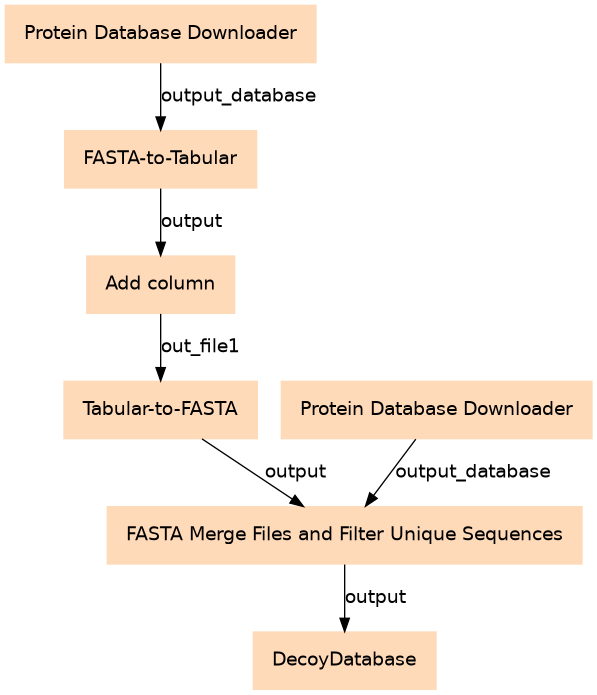 Protein Database Downloader
output_database
FASTA-to-Tabular
output
Add column
out_file1
Tabular-to-FASTA
Protein Database Downloader
output
output_database
FASTA Merge Files and Filter Unique Sequences
output
DecoyDatabase